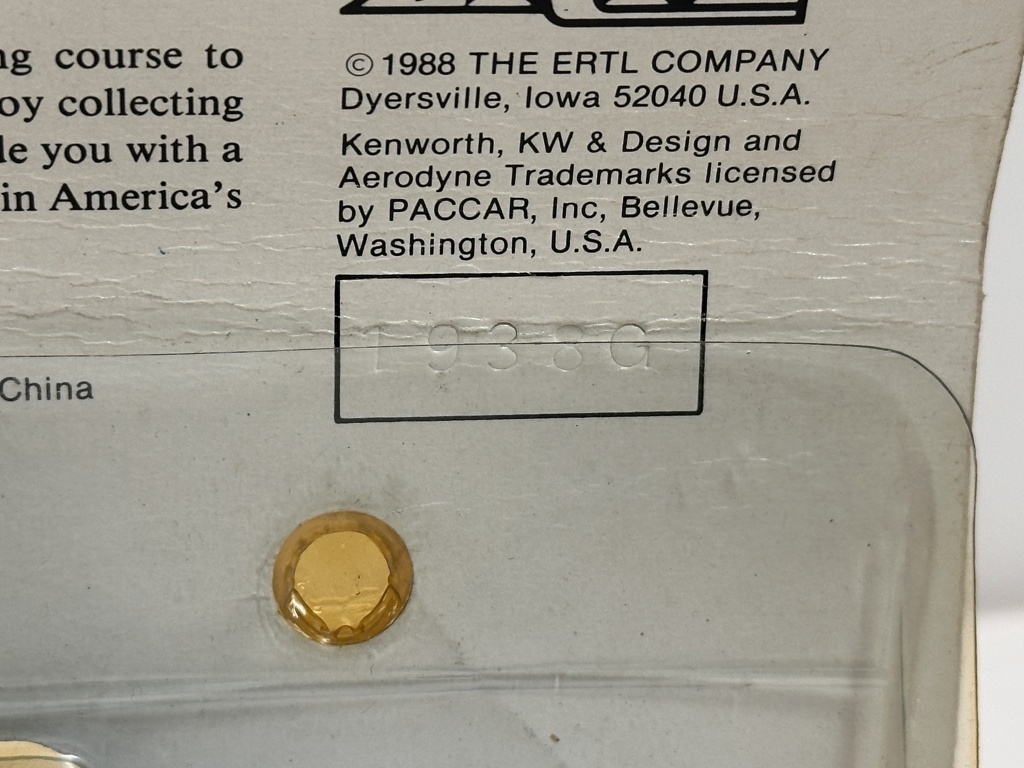 ng course to
oy collecting
le you with a
in America's
© 1988 THE ERTL COMPANY
Dyersville, Iowa 52040 U.S.A.
Kenworth, KW & Design and
Aerodyne Trademarks licensed
by PACCAR, Inc, Bellevue,
Washington, U.S.A.
1938G
China